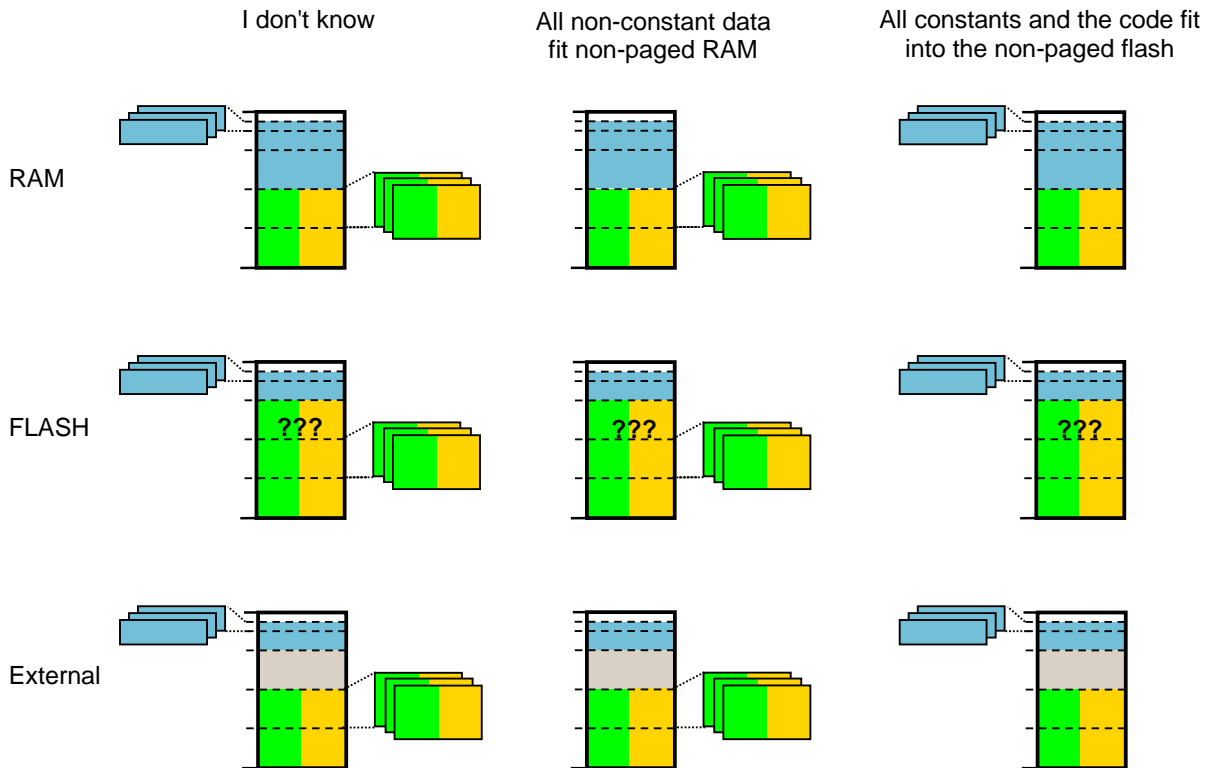 I don't know
All non-constant data
fit non-paged RAM
All constants and the code fit
into the non-paged flash
RAM
FLASH
???
???
???
External